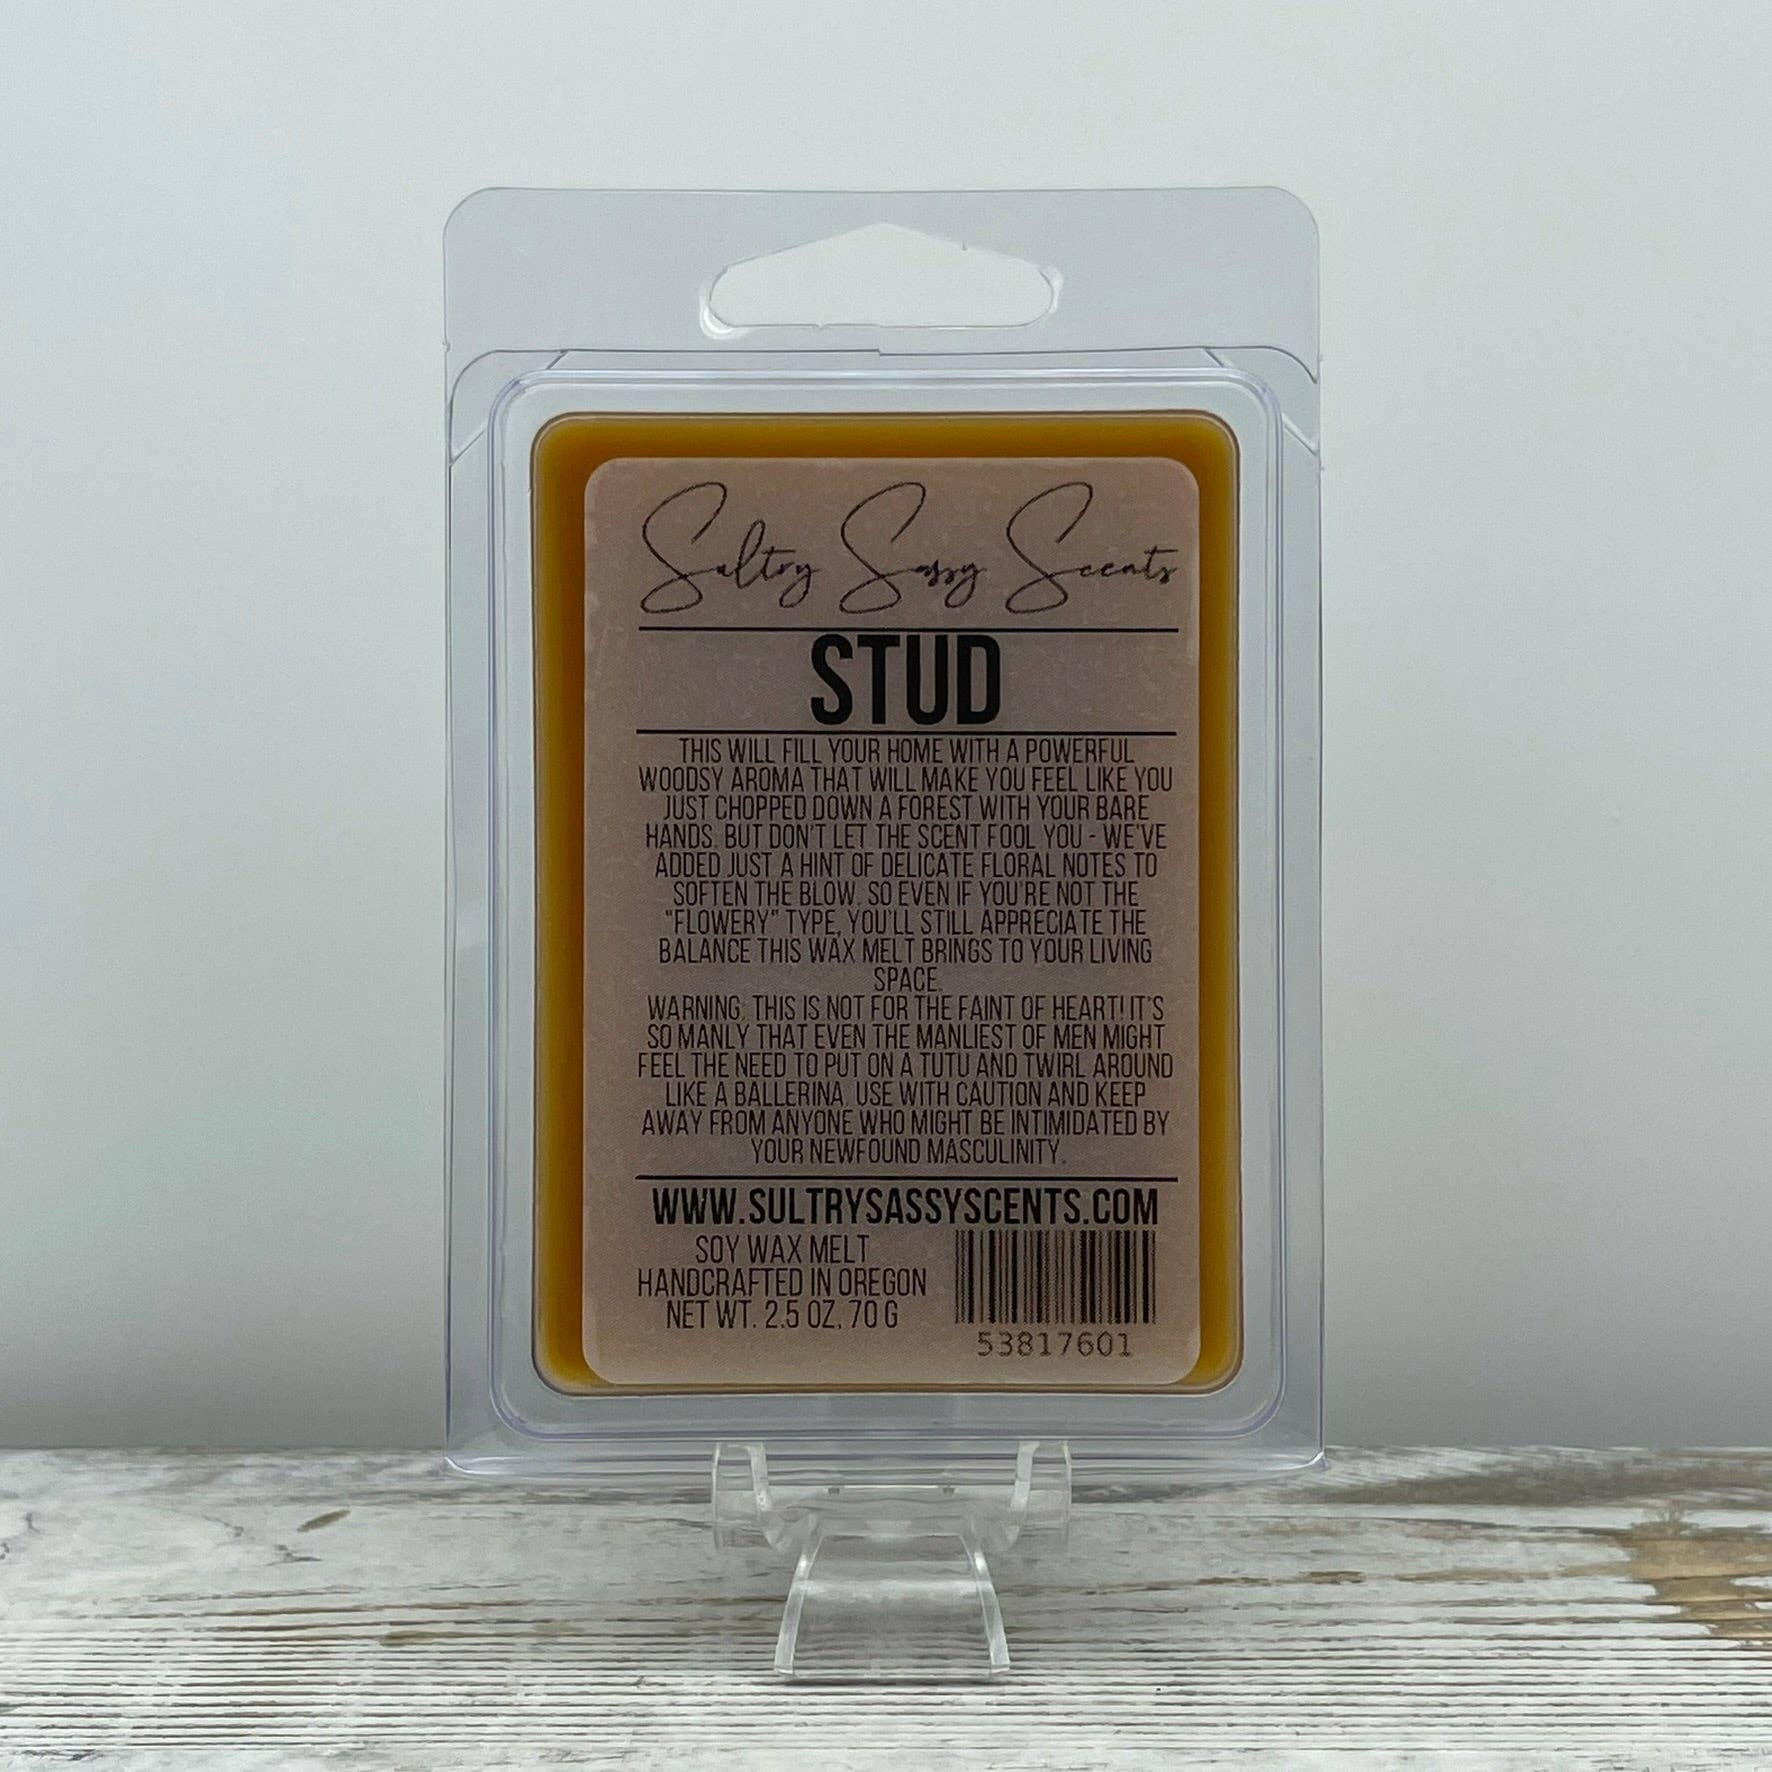 Sultry Sassy Scents
STUD
THIS WILL FILL YOUR HOME WITH A POWERFUL
WOODSY AROMA THAT WILL MAKE YOU FEEL LIKE YOU
JUST CHOPPED DOWN A FOREST WITH YOUR BARE
HANDS. BUT DON'T LET THE SCENT FOOL YOU - WE'VE
ADDED JUST A HINT OF DELICATE FLORAL NOTES TO
SOFTEN THE BLOW. SO EVEN IF YOU'RE NOT THE
"FLOWERY" TYPE, YOU'LL STILL APPRECIATE THE
BALANCE THIS WAX MELT BRINGS TO YOUR LIVING
SPACE.
WARNING: THIS IS NOT FOR THE FAINT OF HEART! IT'S
SO MANLY THAT EVEN THE MANLIEST OF MEN MIGHT
FEEL THE NEED TO PUT ON A TUTU AND TWIRL AROUND
LIKE A BALLERINA. USE WITH CAUTION AND KEEP
AWAY FROM ANYONE WHO MIGHT BE INTIMIDATED BY
YOUR NEWFOUND MASCULINITY.
WWW.SULTRYSASSYSCENTS.COM
SOY WAX MELT
HANDCRAFTED IN OREGON
NET WT. 2.5 OZ, 70 G
53817601